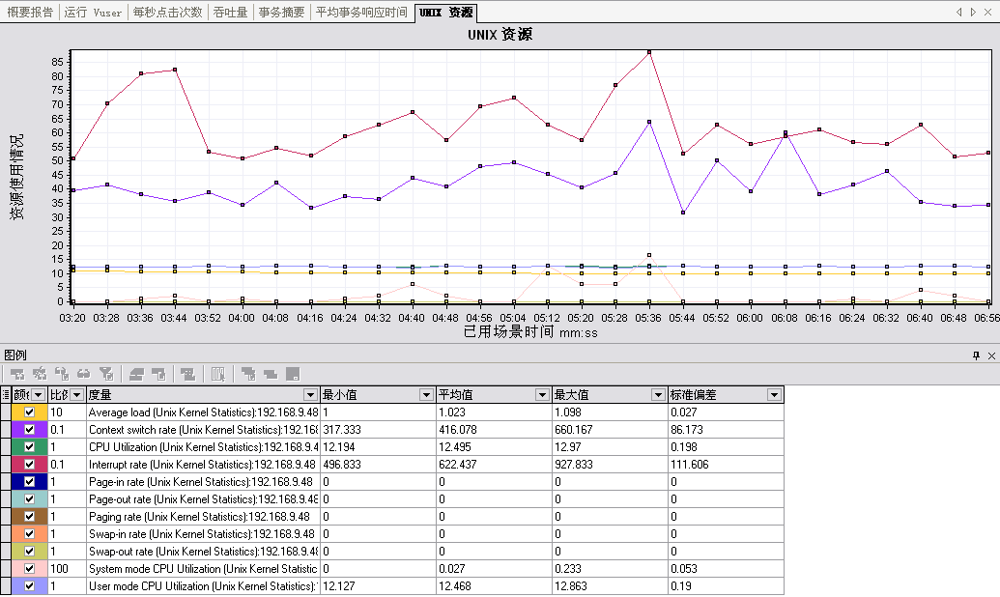 概要报告 运行 Vuser 每秒点击次数 吞吐量 事务摘要 平均事务响应时间 UNIX 资源
UNIX 资源
85
80
75
70
65
60
55
50
45
40
35
30
25
20
15
10
5
0
资源使用情况
03:20 03:28 03:36 03:44 03:52 04:00 04:08 04:16 04:24 04:32 04:40 04:48 04:56 05:04 05:12 05:20 05:28 05:36 05:44 05:52 06:00 06:08 06:16 06:24 06:32 06:40 06:48 06:56
已用场景时间 mm:ss
图例
颜色 比例 度量 最小值 平均值 最大值 标准偏差
10 Average load (Unix Kernel Statistics):192.168.9.48 1 1.023 1.098 0.027
0.1 Context switch rate (Unix Kernel Statistics):192.168 317.333 416.078 660.167 86.173
1 CPU Utilization (Unix Kernel Statistics):192.168.9.4 12.194 12.495 12.97 0.198
0.1 Interrupt rate (Unix Kernel Statistics):192.168.9.48 496.833 622.437 927.833 111.606
1 Page-in rate (Unix Kernel Statistics):192.168.9.48 0 0 0 0
1 Page-out rate (Unix Kernel Statistics):192.168.9.48 0 0 0 0
1 Paging rate (Unix Kernel Statistics):192.168.9.48 0 0 0 0
1 Swap-in rate (Unix Kernel Statistics):192.168.9.48 0 0 0 0
1 Swap-out rate (Unix Kernel Statistics):192.168.9.48 0 0 0 0
100 System mode CPU Utilization (Unix Kernel Statistic 0 0.027 0.233 0.053
1 User mode CPU Utilization (Unix Kernel Statistics): 12.127 12.468 12.863 0.19